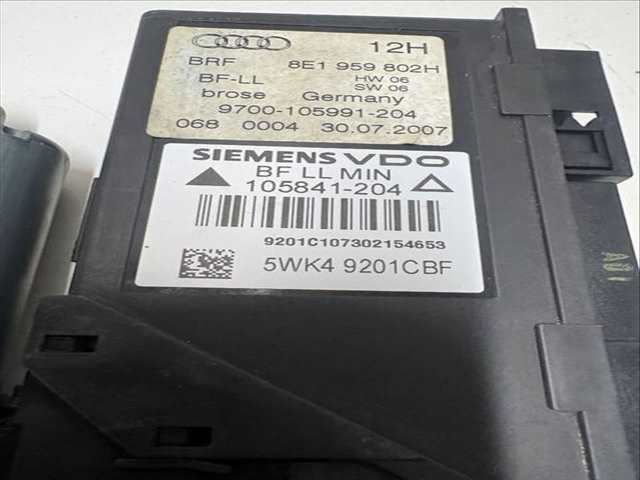 12H
BRF 8E1 959 802H
BF-LL HW 06
SW 06
brose Germany
9700-105991-204
068 0004 30.07.2007
SIEMENS VDO
BF LL MIN
105841-204
9201C107302154653
5WK4 9201CBF